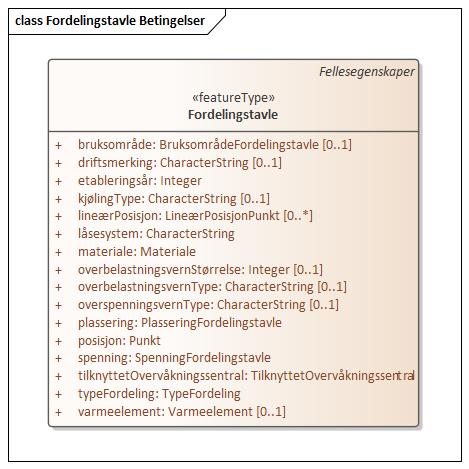 class Fordelingstavle Betingelser
Fellesegenskaper
«featureType»
Fordelingstavle
+ bruksområde: BruksområdeFordelingstavle [0..1]
+ driftsmerking: CharacterString [0..1]
+ etableringsår: Integer
+ kjølingType: CharacterString [0..1]
+ lineærPosisjon: LineærPosisjonPunkt [0..*]
+ låsesystem: CharacterString
+ materiale: Materiale
+ overbelastningsvernStørrelse: Integer [0..1]
+ overbelastningsvernType: CharacterString [0..1]
+ overspenningsvernType: CharacterString [0..1]
+ plassering: PlasseringFordelingstavle
+ posisjon: Punkt
+ spenning: SpenningFordelingstavle
+ tilknyttetOvervåkningssentral: TilknyttetOvervåkningssentral
+ typeFordeling: TypeFordeling
+ varmeelement: Varmeelement [0..1]